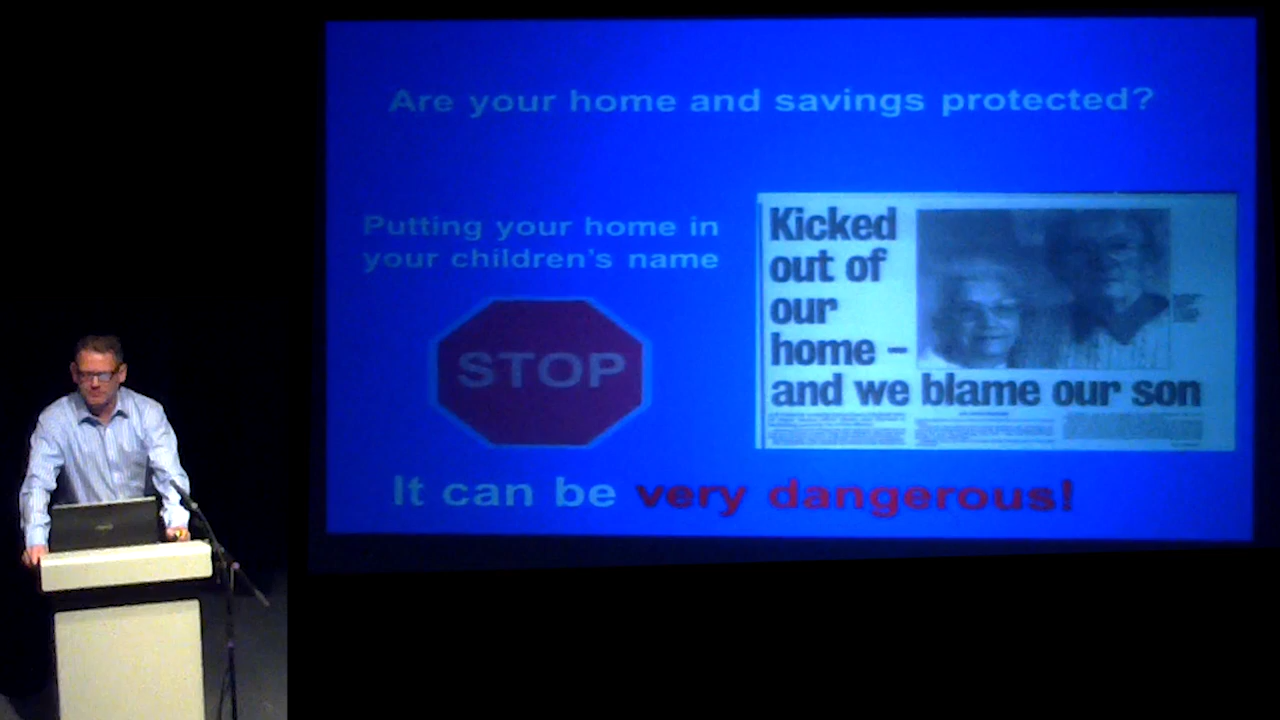 Are your home and savings protected?
Putting your home in
your children's name
STOP
Kicked
out of
our
home –
and we blame our son
It can be very dangerous!